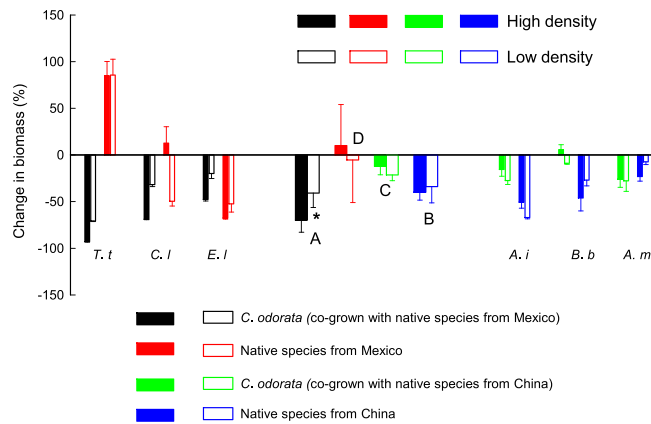 150
100
50
0
-50
-100
-150
Change in biomass (%)
High density
Low density
D
C
B
*
A
T. t
C. l
E. l
A. i
B. b
A. m
C. odorata (co-grown with native species from Mexico)
Native species from Mexico
C. odorata (co-grown with native species from China)
Native species from China